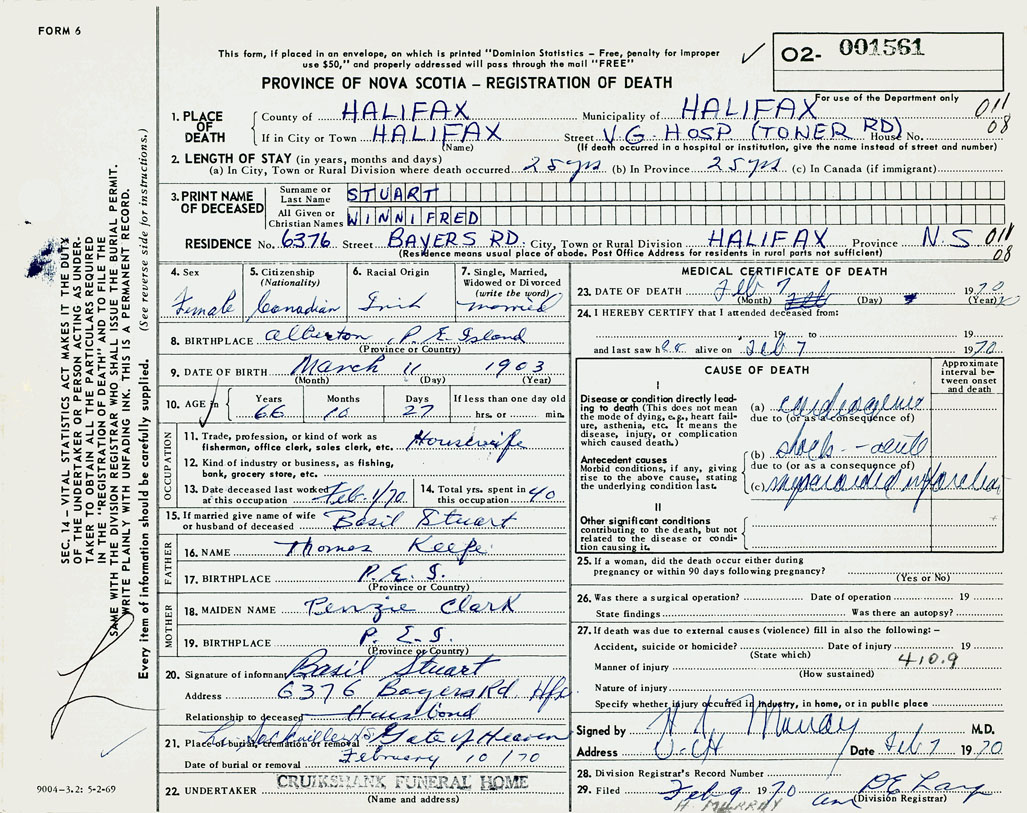 FORM 6
This form, if placed in an envelope, on which is printed "Dominion Statistics – Free, penalty for improper
use $50," and properly addressed will pass through the mail "FREE"
02- 001561
PROVINCE OF NOVA SCOTIA – REGISTRATION OF DEATH
For use of the Department only
1. PLACE OF DEATH
County of HALIFAX Municipality of HALIFAX 011
If in City or Town HALIFAX Street V.G. HOSP (TONER RD) House No. 08
(Name) (If death occurred in a hospital or institution, give the name instead of street and number)
2. LENGTH OF STAY (in years, months and days)
(a) In City, Town or Rural Division where death occurred 25 yrs (b) In Province 25 yrs (c) In Canada (if immigrant)
3. PRINT NAME OF DECEASED
Surname or Last Name STUART
All Given or Christian Names WINNIFRED
RESIDENCE No. 6376 Street BAYERS RD. : City, Town or Rural Division HALIFAX Province N.S 011
(Residence means usual place of abode. Post Office Address for residents in rural parts not sufficient) 08
4. Sex Female
5. Citizenship (Nationality) Canadian
6. Racial Origin Irish
7. Single, Married, Widowed or Divorced (write the word) married
8. BIRTHPLACE Alberton, P. E. Island
(Province or Country)
9. DATE OF BIRTH March 11 1903
(Month) (Day) (Year)
10. AGE in Years 66 Months 10 Days 27 If less than one day old
hrs. or min.
OCCUPATION
11. Trade, profession, or kind of work as
fisherman, office clerk, sales clerk, etc. Housewife
12. Kind of industry or business, as fishing,
bank, grocery store, etc.
13. Date deceased last worked at this occupation Feb. 1/70
14. Total yrs. spent in this occupation 40
15. If married give name of wife or husband of deceased Basil Stuart
FATHER
16. NAME Thomas Keefe
17. BIRTHPLACE P. E. I.
(Province or Country)
MOTHER
18. MAIDEN NAME Penzie Clark
19. BIRTHPLACE P. E. I.
(Province or Country)
20. Signature of informant Basil Stuart
Address 6376 Bayers Rd. Hfx
Relationship to deceased Husbond
21. Place of burial, cremation or removal Sackville NS Gate of Heaven
Date of burial or removal February 10/70
22. UNDERTAKER CRUIKSHANK FUNERAL HOME
(Name and address)
MEDICAL CERTIFICATE OF DEATH
23. DATE OF DEATH Feb 7 1970
(Month) (Day) (Year)
24. I HEREBY CERTIFY that I attended deceased from:
19 to 19
and last saw her alive on Feb 7 1970
CAUSE OF DEATH
Approximate interval between onset and death
I
Disease or condition directly leading to death (This does not mean
the mode of dying, e.g., heart failure, asthenia, etc. It means the
disease, injury, or complication
which caused death.)
(a) cardiogenic
due to (or as a consequence of)
Antecedent causes
Morbid conditions, if any, giving
rise to the above cause, stating
the underlying condition last.
(b) shock - acute
due to (or as a consequence of)
(c) myocardial infarction
II
Other significant conditions
contributing to the death, but not
related to the disease or condition causing it.
25. If a woman, did the death occur either during
pregnancy or within 90 days following pregnancy?
(Yes or No)
26. Was there a surgical operation? Date of operation 19
State findings Was there an autopsy?
27. If death was due to external causes (violence) fill in also the following: –
Accident, suicide or homicide? Date of injury 19
(State which) 410.9
Manner of injury
(How sustained)
Nature of injury
Specify whether injury occurred in Industry, in home, or in public place
Signed by Murray M.D.
Address V.G.H Date Feb 7 1970
28. Division Registrar's Record Number
29. Filed Feb 9 1970
(Division Registrar)
H. MURRAY
SEC. 14 – VITAL STATISTICS ACT MAKES IT THE DUTY
OF THE UNDERTAKER OR PERSON ACTING AS UNDERTAKER TO OBTAIN ALL THE PARTICULARS REQUIRED
IN THE "REGISTRATION OF DEATH" AND TO FILE THE
SAME WITH THE DIVISION REGISTRAR WHO SHALL ISSUE THE BURIAL PERMIT.
WRITE PLAINLY WITH UNFADING INK. THIS IS A PERMANENT RECORD.
Every item of information should be carefully supplied. (See reverse side for instructions.)
9004–3.2: 5-2-69